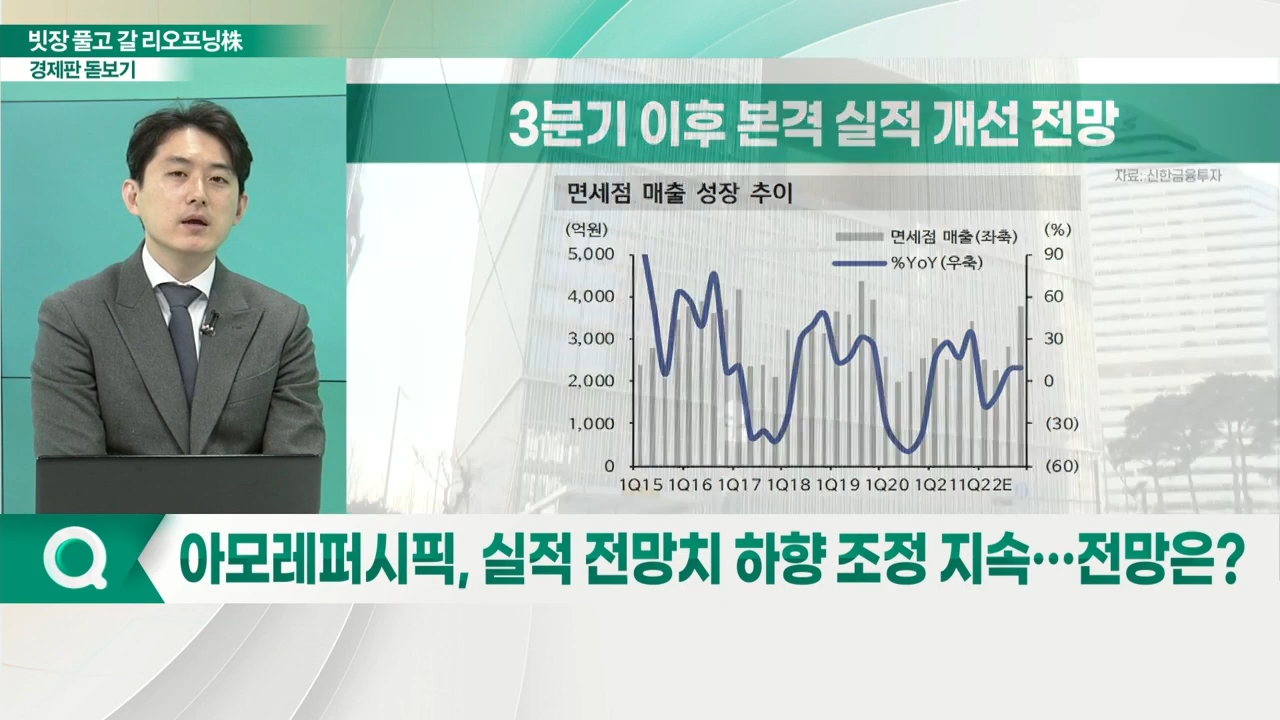 빗장 풀고 갈 리오프닝株
경제판 돋보기
3분기 이후 본격 실적 개선 전망
자료: 신한금융투자
면세점 매출 성장 추이
(억원)
(%)
면세점 매출(좌축)
%YoY(우축)
5,000
4,000
3,000
2,000
1,000
0
90
60
30
0
(30)
(60)
1Q15 1Q16 1Q17 1Q18 1Q19 1Q20 1Q21 1Q22E
아모레퍼시픽, 실적 전망치 하향 조정 지속…전망은?